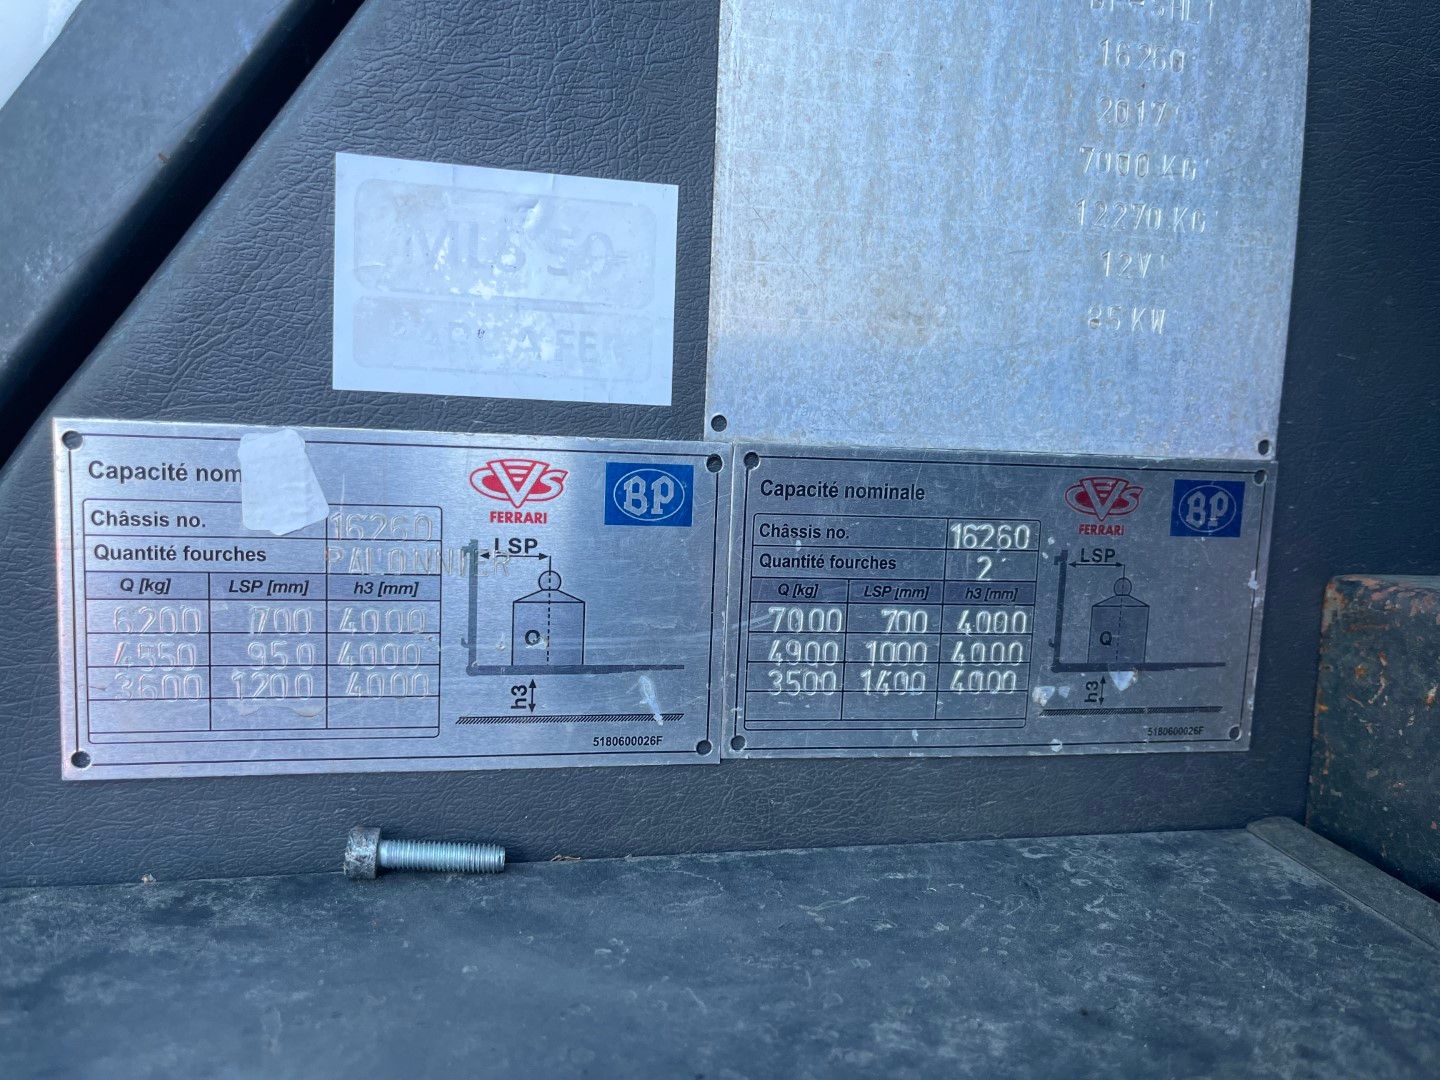 16260
2017
7000 KG
12270 KG
12V
85 KW
Capacité nom
CVS
FERRARI
BP
Châssis no. 16260
Quantité fourches PALONNIER
Q [kg] LSP [mm] h3 [mm]
6200 700 4000
4550 950 4000
3600 1200 4000
LSP
Q
h3
5180600026F
Capacité nominale
CVS
FERRARI
BP
Châssis no. 16260
Quantité fourches 2
Q [kg] LSP [mm] h3 [mm]
7000 700 4000
4900 1000 4000
3500 1400 4000
LSP
Q
h3
5180600026F